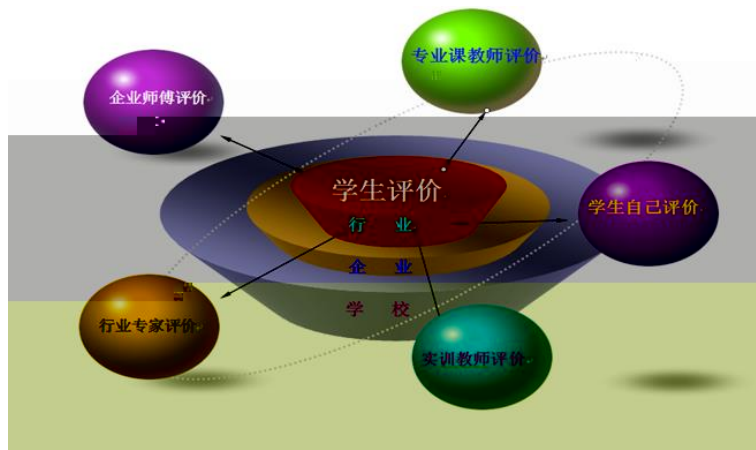 专业课教师评价
企业师傅评价
学生评价
学生自己评价
行 业
企 业
学 校
行业专家评价
实训教师评价